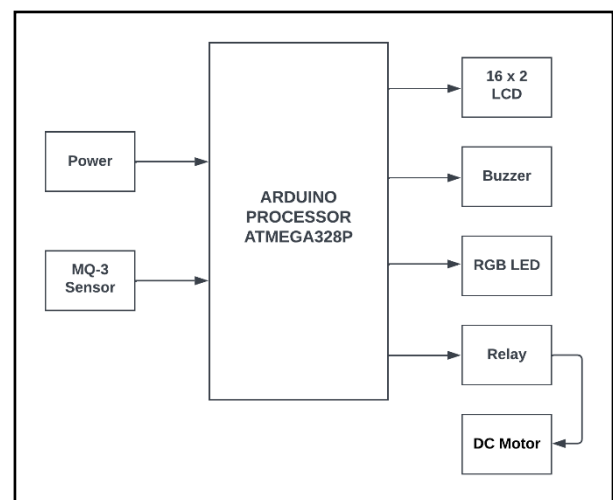 Power
MQ-3
Sensor
ARDUINO
PROCESSOR
ATMEGA328P
16 x 2
LCD
Buzzer
RGB LED
Relay
DC Motor